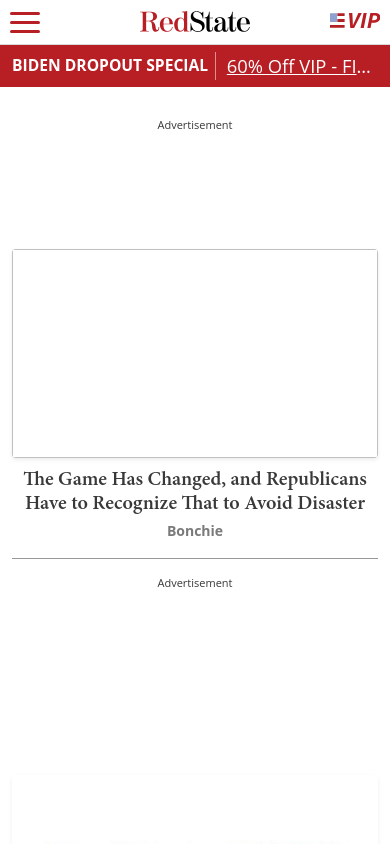 RedState
VIP
BIDEN DROPOUT SPECIAL
60% Off VIP - FI...
Advertisement
The Game Has Changed, and Republicans
Have to Recognize That to Avoid Disaster
Bonchie
Advertisement